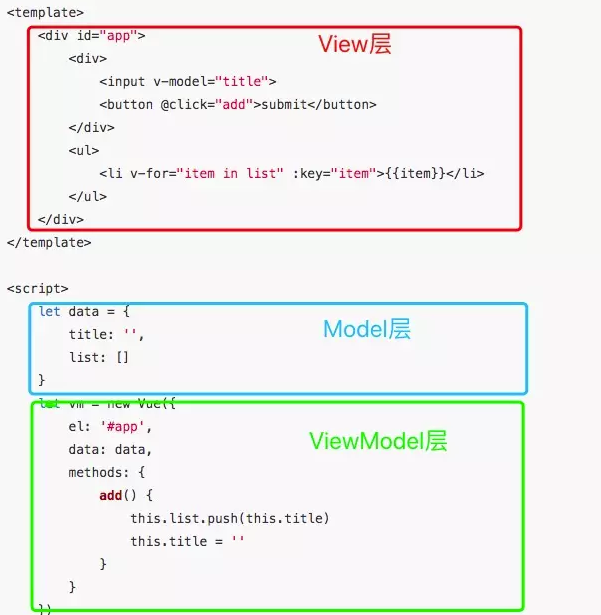 <template>
<div id="app">
View层
<div>
<input v-model="title">
<button @click="add">submit</button>
</div>
<ul>
<li v-for="item in list" :key="item">{{item}}</li>
</ul>
</div>
</template>
<script>
let data = {
Model层
title: '',
list: []
}
let vm = new Vue({
el: '#app',
ViewModel层
data: data,
methods: {
add() {
this.list.push(this.title)
this.title = ''
}
}
})